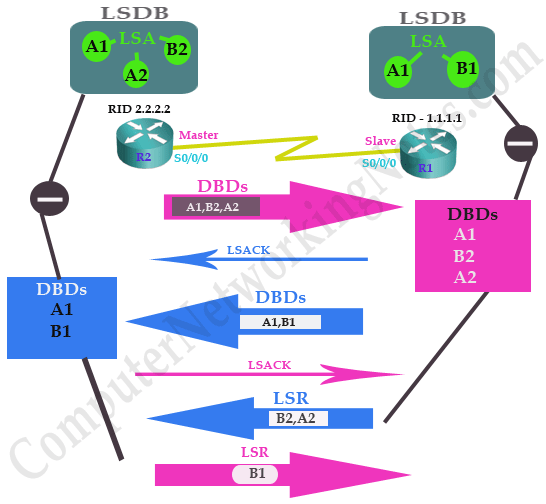 LSDB
LSDB
LSA
A1
B2
A2
LSA
A1
B1
RID 2.2.2.2
RID - 1.1.1.1
Master
Slave
R2
S0/0/0
S0/0/0
R1
DBDs
A1,B2,A2
DBDs
A1
B2
A2
LSACK
DBDs
A1
B1
DBDs
A1,B1
LSACK
LSR
B2,A2
LSR
B1
ComputerNetworkingNotes.com